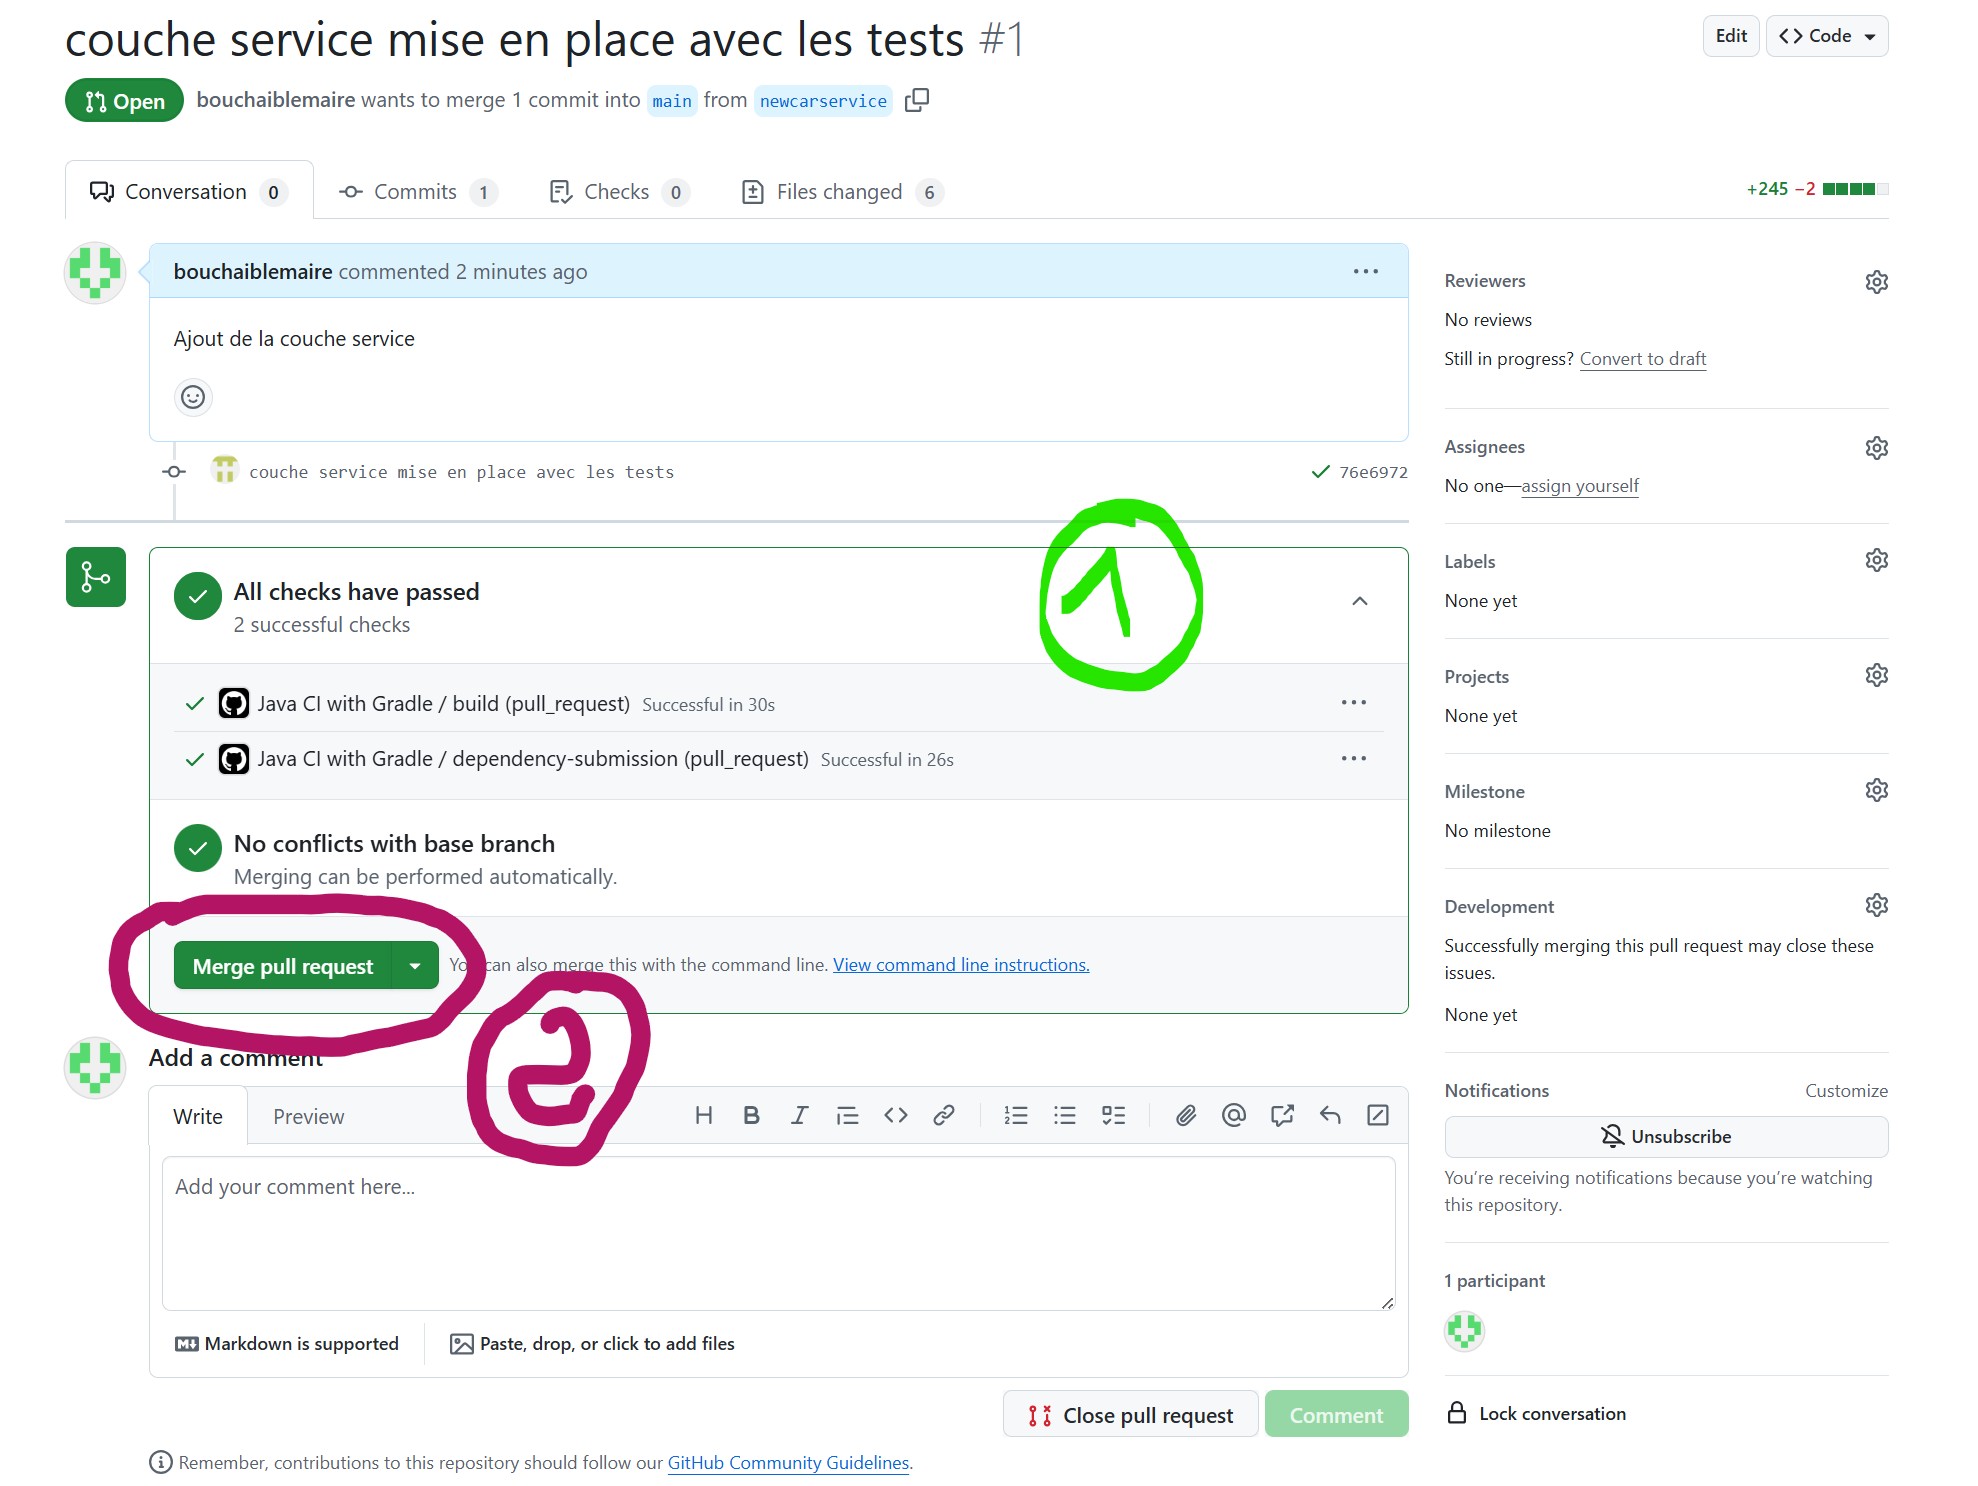 couche service mise en place avec les tests #1
Edit
Code
Open
bouchaiblemaire wants to merge 1 commit into main from newcarservice
Conversation 0
Commits 1
Checks 0
Files changed 6
+245 −2
bouchaiblemaire commented 2 minutes ago
Ajout de la couche service
couche service mise en place avec les tests
76e6972
1
All checks have passed
2 successful checks
Java CI with Gradle / build (pull_request) Successful in 30s
Java CI with Gradle / dependency-submission (pull_request) Successful in 26s
No conflicts with base branch
Merging can be performed automatically.
Merge pull request
You can also merge this with the command line. View command line instructions.
2
Add a comment
Write
Preview
Add your comment here...
Markdown is supported
Paste, drop, or click to add files
Close pull request
Comment
Remember, contributions to this repository should follow our GitHub Community Guidelines.
Reviewers
No reviews
Still in progress? Convert to draft
Assignees
No one—assign yourself
Labels
None yet
Projects
None yet
Milestone
No milestone
Development
Successfully merging this pull request may close these
issues.
None yet
Notifications
Customize
Unsubscribe
You’re receiving notifications because you’re watching
this repository.
1 participant
Lock conversation